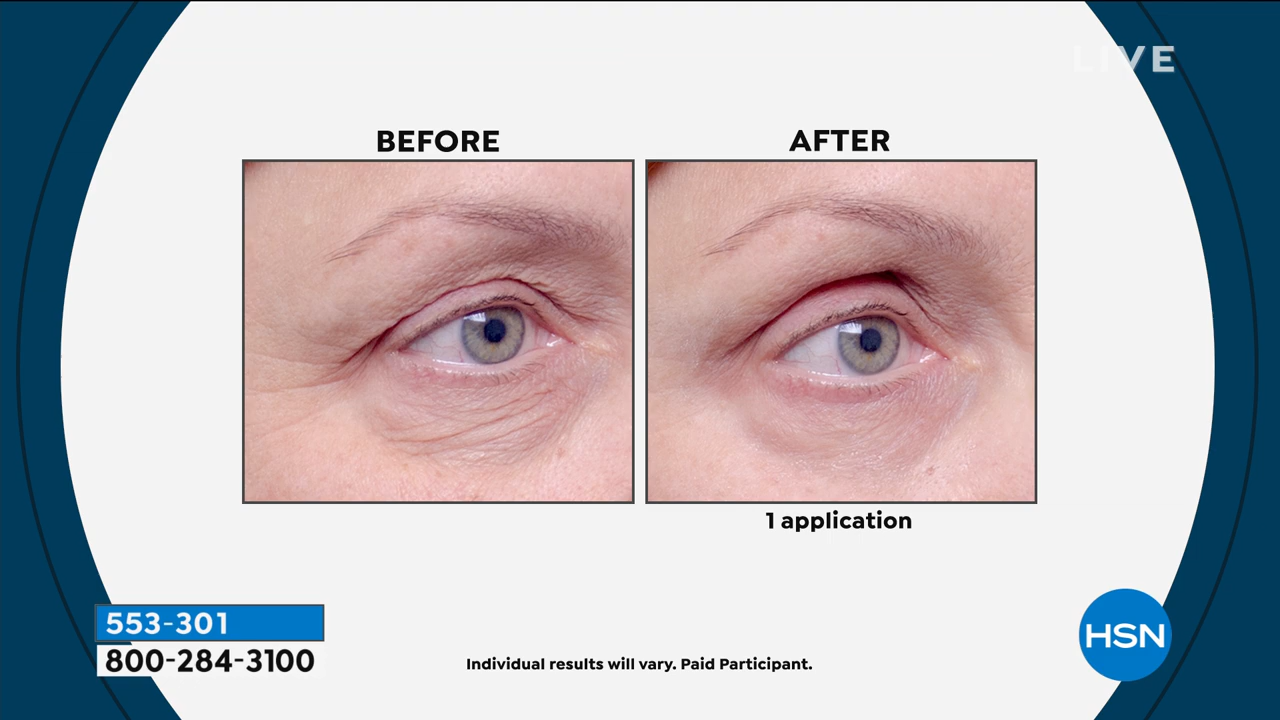 LIVE
BEFORE
AFTER
1 application
553-301
800-284-3100
Individual results will vary. Paid Participant.
HSN